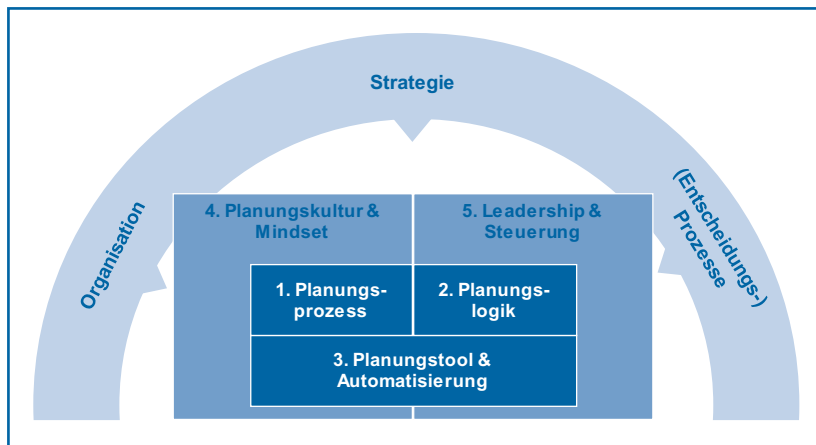 Strategie
Organisation
(Entscheidungs-)
Prozesse
4. Planungskultur &
Mindset
5. Leadership &
Steuerung
1. Planungs-
prozess
2. Planungs-
logik
3. Planungstool &
Automatisierung